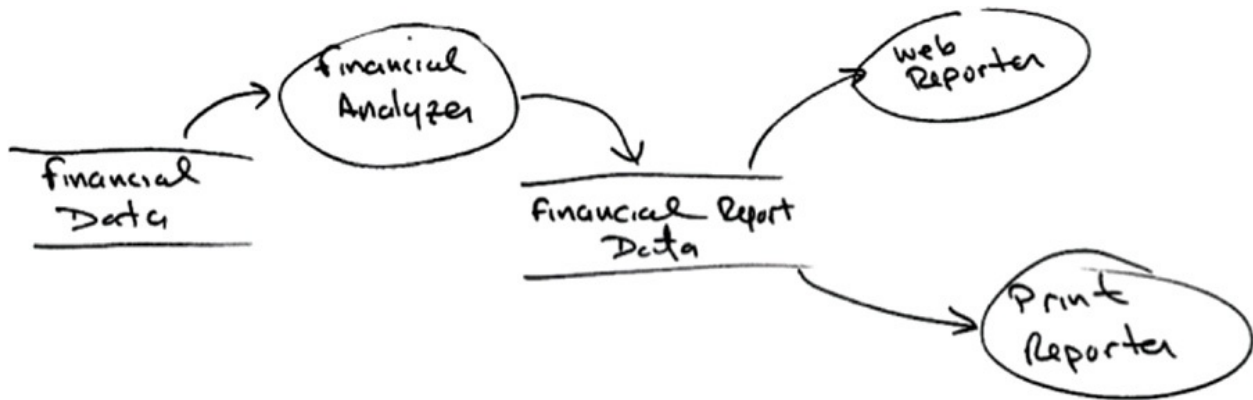 Financial
Analyzer
Web
Reporter
Financial
Data
Financial Report
Data
Print
Reporter